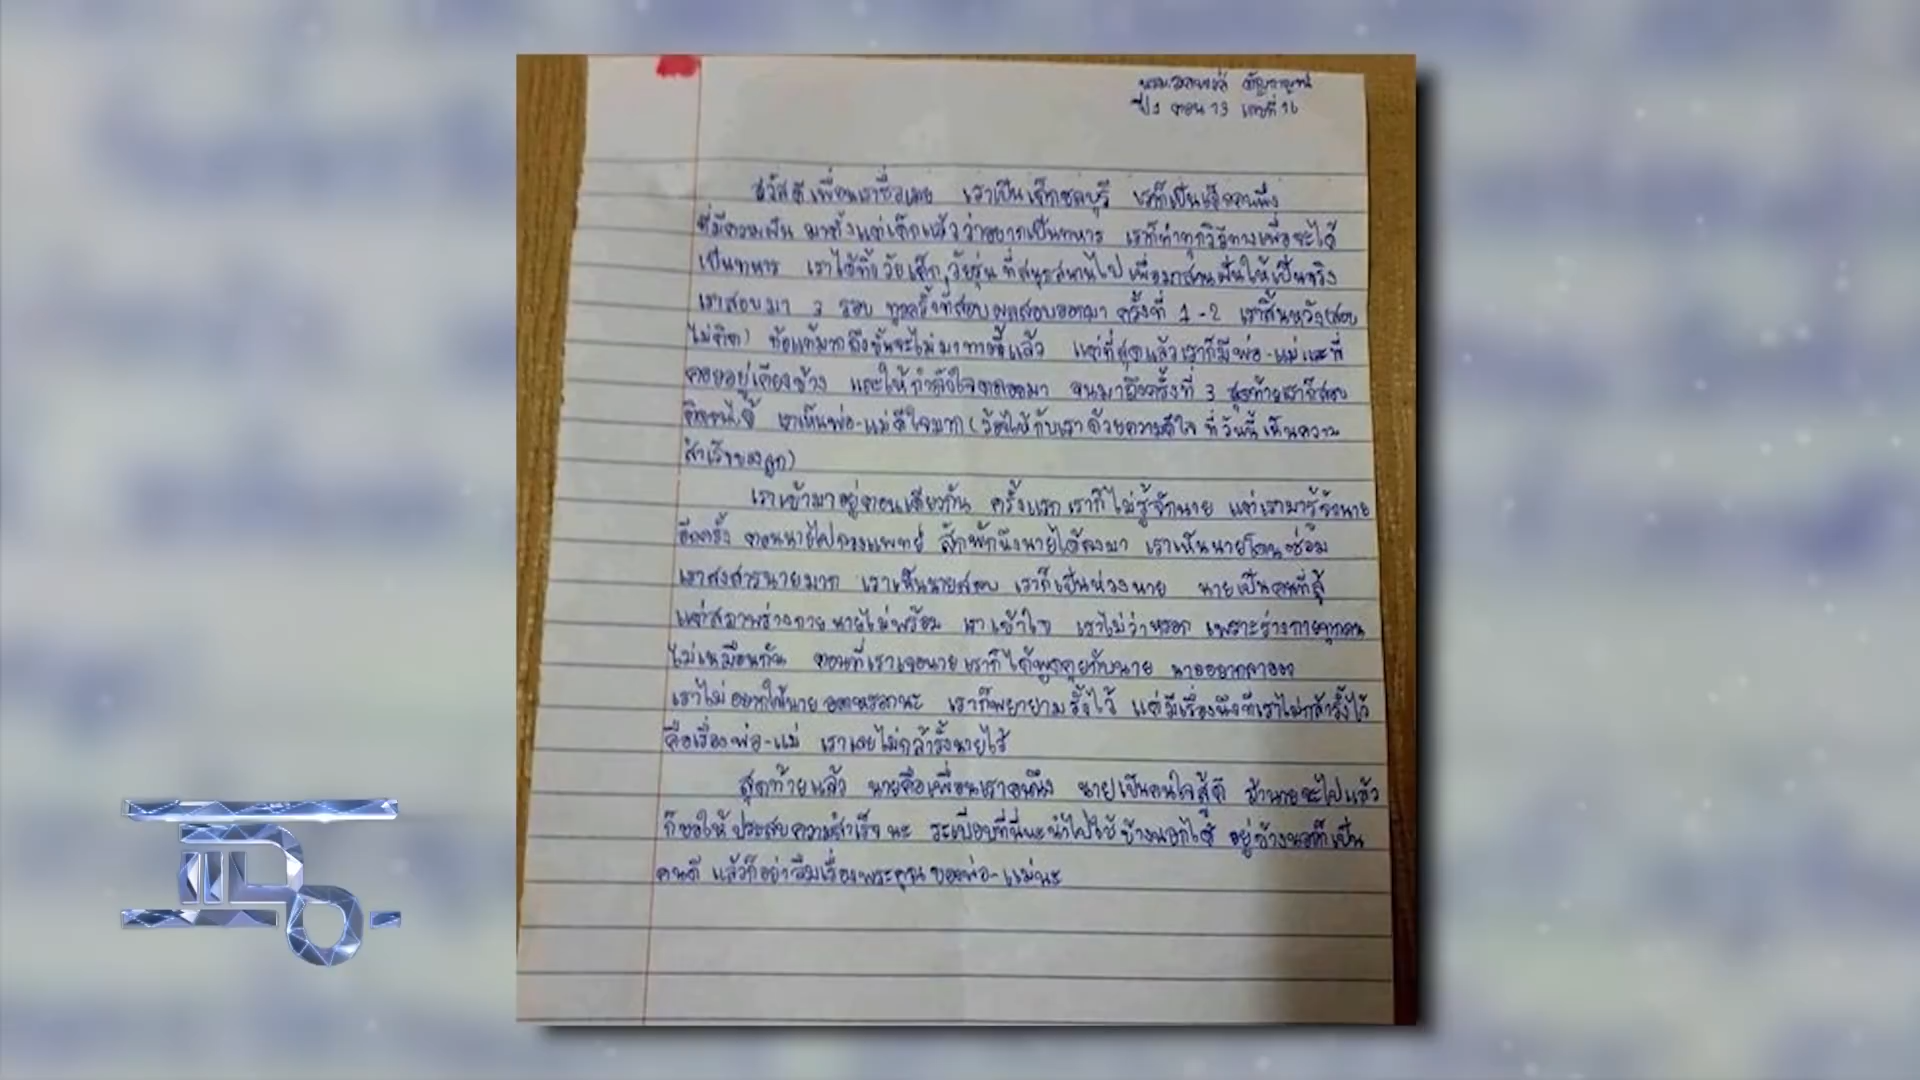 ปี 1 ตอน 13 เลขที่ 16
สวัสดีเพื่อนเราชื่อเมย เราเป็นเด็กชลบุรี เราก็เป็นเด็กคนนึง
ที่มีความฝันมาตั้งแต่เด็กแล้วว่าอยากเป็นทหาร เราก็ทำทุกวิถีทางเพื่อจะได้
เป็นทหาร เราได้ทิ้งวัยเด็ก,วัยรุ่นที่สนุกสนานไป เพื่อมาสานฝันให้เป็นจริง
เราสอบมา 3 รอบ ทุกครั้งที่สอบผลสอบออกมา ครั้งที่ 1-2 เราสิ้นหวัง(สอบ
ไม่ติด) ท้อแท้มากถึงขั้นจะไม่มาทางนี้แล้ว แต่ที่สุดแล้วเราก็มีพ่อ-แม่และพี่
คอยอยู่เคียงข้าง และให้กำลังใจตลอดมา จนมาถึงครั้งที่ 3 สุดท้ายเราก็สอบ
ติดจนได้ เราเห็นพ่อ-แม่ดีใจมาก(ร้องไห้กับเราด้วยความดีใจ ที่วันนี้เห็นความ
สำเร็จของลูก)
เราเข้ามาอยู่ตอนเดียวกัน ครั้งแรกเราก็ไม่รู้จักนาย แต่เรามารู้จักนาย
อีกครั้ง ตอนนายไปกองแพทย์ สักพักนึงนายได้ลงมา เราเห็นนายโดนซ่อม
เราสงสารนายมาก เราเห็นนายสลบ เราก็เป็นห่วงนาย นายเป็นคนที่สู้
แต่สภาพร่างกายนายไม่พร้อม เราเข้าใจ เราไม่ว่าหรอก เพราะร่างกายทุกคน
ไม่เหมือนกัน ตอนที่เราเจอนายเราก็ได้พูดคุยกับนาย นายอยากลาออก
เราไม่อยากให้นายออกหรอกนะ เราก็พยายามรั้งไว้ แต่มีเรื่องนึงที่เราไม่กล้ารั้งไว้
คือเรื่องพ่อ-แม่ เราเลยไม่กล้ารั้งนายไว้
สุดท้ายแล้ว นายคือเพื่อนเราคนนึง นายเป็นคนใจสู้ดี ถ้านายจะไปแล้ว
ก็ขอให้ประสบความสำเร็จนะ ระเบียบที่นี่นะนำไปใช้ข้างนอกได้ อยู่ข้างนอกก็เป็น
คนดี แล้วก็อย่าลืมเรื่องพระคุณของพ่อ-แม่นะ